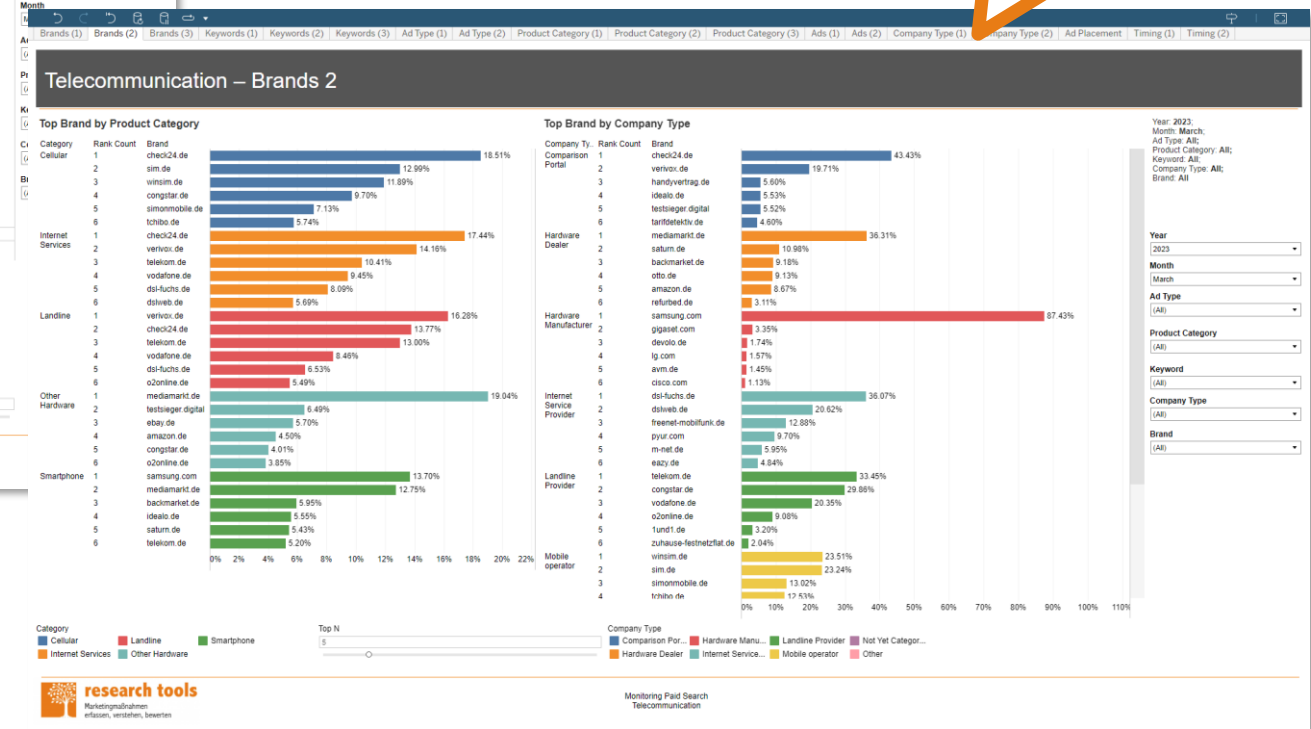 Month
Brands (1) Brands (2) Brands (3) Keywords (1) Keywords (2) Keywords (3) Ad Type (1) Ad Type (2) Product Category (1) Product Category (2) Product Category (3) Ads (1) Ads (2) Company Type (1) Company Type (2) Ad Placement Timing (1) Timing (2)
Telecommunication – Brands 2
Top Brand by Product Category
Category Rank Count Brand
Cellular 1 check24.de 18.51%
2 sim.de 12.99%
3 winsim.de 11.89%
4 congstar.de 9.70%
5 simonmobile.de 7.13%
6 tchibo.de 5.74%
Internet Services 1 check24.de 17.44%
2 verivox.de 14.16%
3 telekom.de 10.41%
4 vodafone.de 9.45%
5 dsl-fuchs.de 8.09%
6 dslweb.de 5.69%
Landline 1 verivox.de 16.28%
2 check24.de 13.77%
3 telekom.de 13.00%
4 vodafone.de 8.46%
5 dsl-fuchs.de 6.53%
6 o2online.de 5.49%
Other Hardware 1 mediamarkt.de 19.04%
2 testsieger.digital 6.49%
3 ebay.de 5.70%
4 amazon.de 4.50%
5 congstar.de 4.01%
6 o2online.de 3.85%
Smartphone 1 samsung.com 13.70%
2 mediamarkt.de 12.75%
3 backmarket.de 5.95%
4 idealo.de 5.55%
5 saturn.de 5.43%
6 telekom.de 5.20%
0% 2% 4% 6% 8% 10% 12% 14% 16% 18% 20% 22%
Top Brand by Company Type
Company Ty.. Rank Count Brand
Comparison Portal 1 check24.de 43.43%
2 verivox.de 19.71%
3 handyvertrag.de 5.60%
4 idealo.de 5.53%
5 testsieger.digital 5.52%
6 tarifdetektiv.de 4.60%
Hardware Dealer 1 mediamarkt.de 36.31%
2 saturn.de 10.98%
3 backmarket.de 9.18%
4 otto.de 9.13%
5 amazon.de 8.67%
6 refurbed.de 3.11%
Hardware Manufacturer 1 samsung.com 87.43%
2 gigaset.com 3.35%
3 devolo.de 1.74%
4 lg.com 1.57%
5 avm.de 1.45%
6 cisco.com 1.13%
Internet Service Provider 1 dsl-fuchs.de 36.07%
2 dslweb.de 20.62%
3 freenet-mobilfunk.de 12.88%
4 pyur.com 9.70%
5 m-net.de 5.95%
6 eazy.de 4.84%
Landline Provider 1 telekom.de 33.45%
2 congstar.de 29.86%
3 vodafone.de 20.35%
4 o2online.de 9.08%
5 1und1.de 3.20%
6 zuhause-festnetzflat.de 2.04%
Mobile operator 1 winsim.de 23.51%
2 sim.de 23.24%
3 simonmobile.de 13.02%
4 tchibo.de 12.53%
0% 10% 20% 30% 40% 50% 60% 70% 80% 90% 100% 110%
Year: 2023;
Month: March;
Ad Type: All;
Product Category: All;
Keyword: All;
Company Type: All;
Brand: All
Year
2023
Month
March
Ad Type
(All)
Product Category
(All)
Keyword
(All)
Company Type
(All)
Brand
(All)
Category
Cellular Landline Smartphone
Internet Services Other Hardware
Top N
5
Company Type
Comparison Por... Hardware Manu... Landline Provider Not Yet Categor...
Hardware Dealer Internet Service... Mobile operator Other
research tools
Marketingmaßnahmen
erfassen, verstehen, bewerten
Monitoring Paid Search
Telecommunication